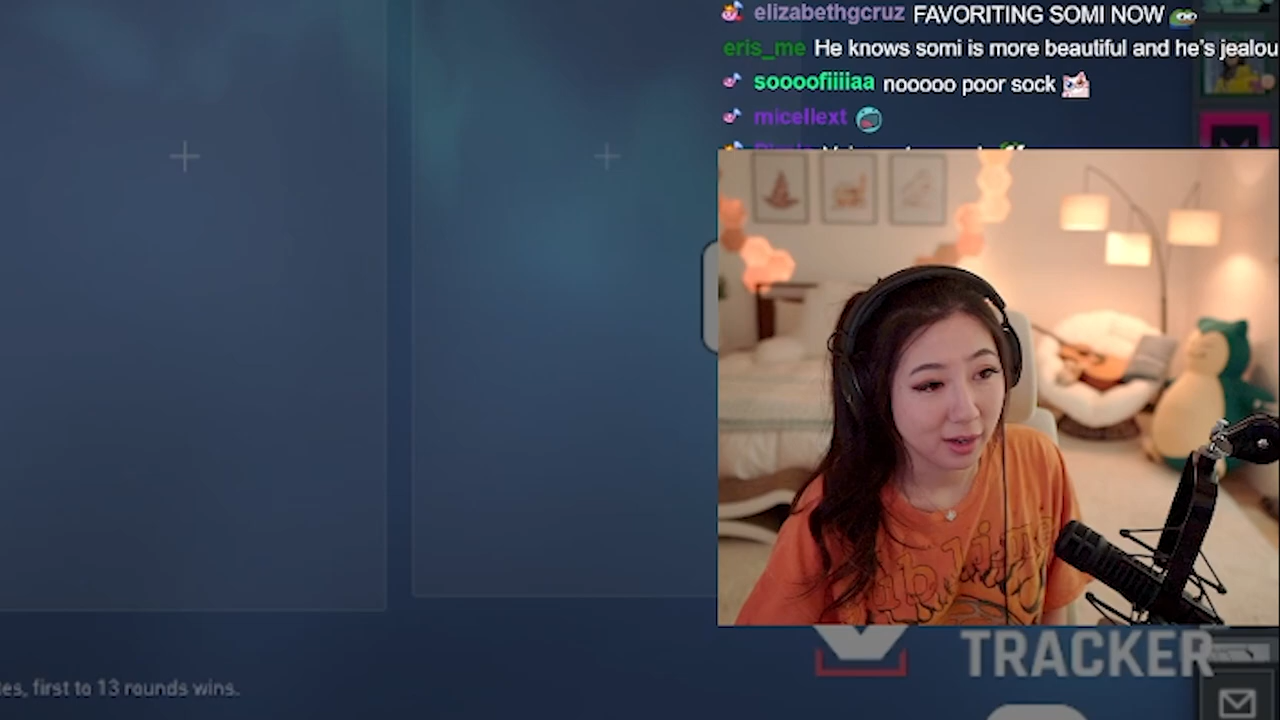 elizabethgcruz FAVORITING SOMI NOW
eris_me He knows somi is more beautiful and he's jealou
soooofiiiiaa nooooo poor sock
micellext
es, first to 13 rounds wins.
TRACKER